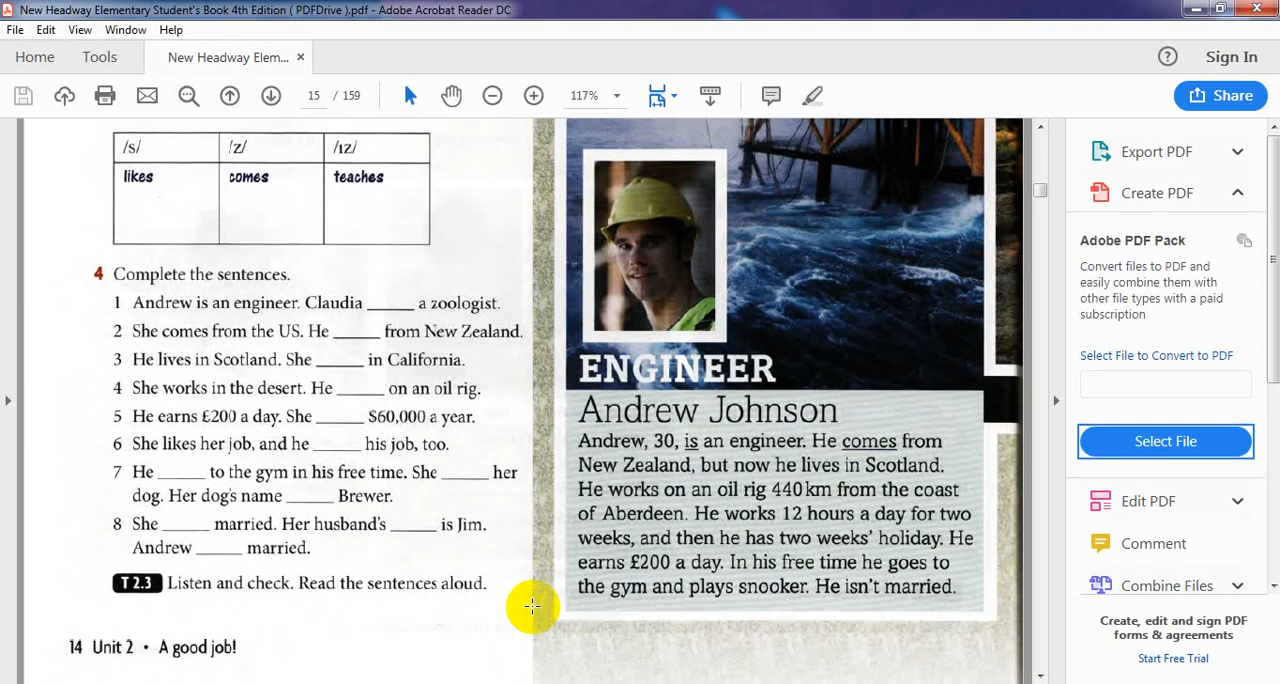 New Headway Elementary Student's Book 4th Edition ( PDFDrive ).pdf - Adobe Acrobat Reader DC
File Edit View Window Help
Home Tools New Headway Elem... × ? Sign In
15 / 159 117% Share
/s/ /z/ /ɪz/
likes comes teaches
4 Complete the sentences.
1 Andrew is an engineer. Claudia _____ a zoologist.
2 She comes from the US. He _____ from New Zealand.
3 He lives in Scotland. She _____ in California.
4 She works in the desert. He _____ on an oil rig.
5 He earns £200 a day. She _____ $60,000 a year.
6 She likes her job, and he _____ his job, too.
7 He _____ to the gym in his free time. She _____ her
dog. Her dog's name _____ Brewer.
8 She _____ married. Her husband's _____ is Jim.
Andrew _____ married.
T 2.3 Listen and check. Read the sentences aloud.
14 Unit 2 • A good job!
ENGINEER
Andrew Johnson
Andrew, 30, is an engineer. He comes from
New Zealand, but now he lives in Scotland.
He works on an oil rig 440 km from the coast
of Aberdeen. He works 12 hours a day for two
weeks, and then he has two weeks' holiday. He
earns £200 a day. In his free time he goes to
the gym and plays snooker. He isn't married.
Export PDF
Create PDF
Adobe PDF Pack
Convert files to PDF and
easily combine them with
other file types with a paid
subscription
Select File to Convert to PDF
Select File
Edit PDF
Comment
Combine Files
Create, edit and sign PDF
forms & agreements
Start Free Trial